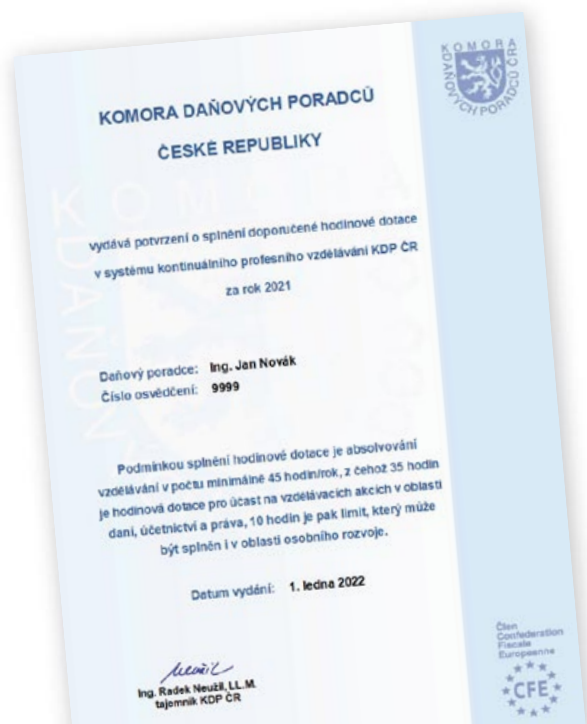 KOMORA DAŇOVÝCH PORADCŮ ČR
KOMORA DAŇOVÝCH PORADCŮ
ČESKÉ REPUBLIKY
vydává potvrzení o splnění doporučené hodinové dotace
v systému kontinuálního profesního vzdělávání KDP ČR
za rok 2021
Daňový poradce: Ing. Jan Novák
Číslo osvědčení: 9999
Podmínkou splnění hodinové dotace je absolvování
vzdělávání v počtu minimálně 45 hodin/rok, z čehož 35 hodin
je hodinová dotace pro účast na vzdělávacích akcích v oblasti
daní, účetnictví a práva, 10 hodin je pak limit, který může
být splněn i v oblasti osobního rozvoje.
Datum vydání: 1. ledna 2022
Ing. Radek Neužil, LL.M.
tajemník KDP ČR
Člen
Confederation
Fiscale
Europeenne
CFE